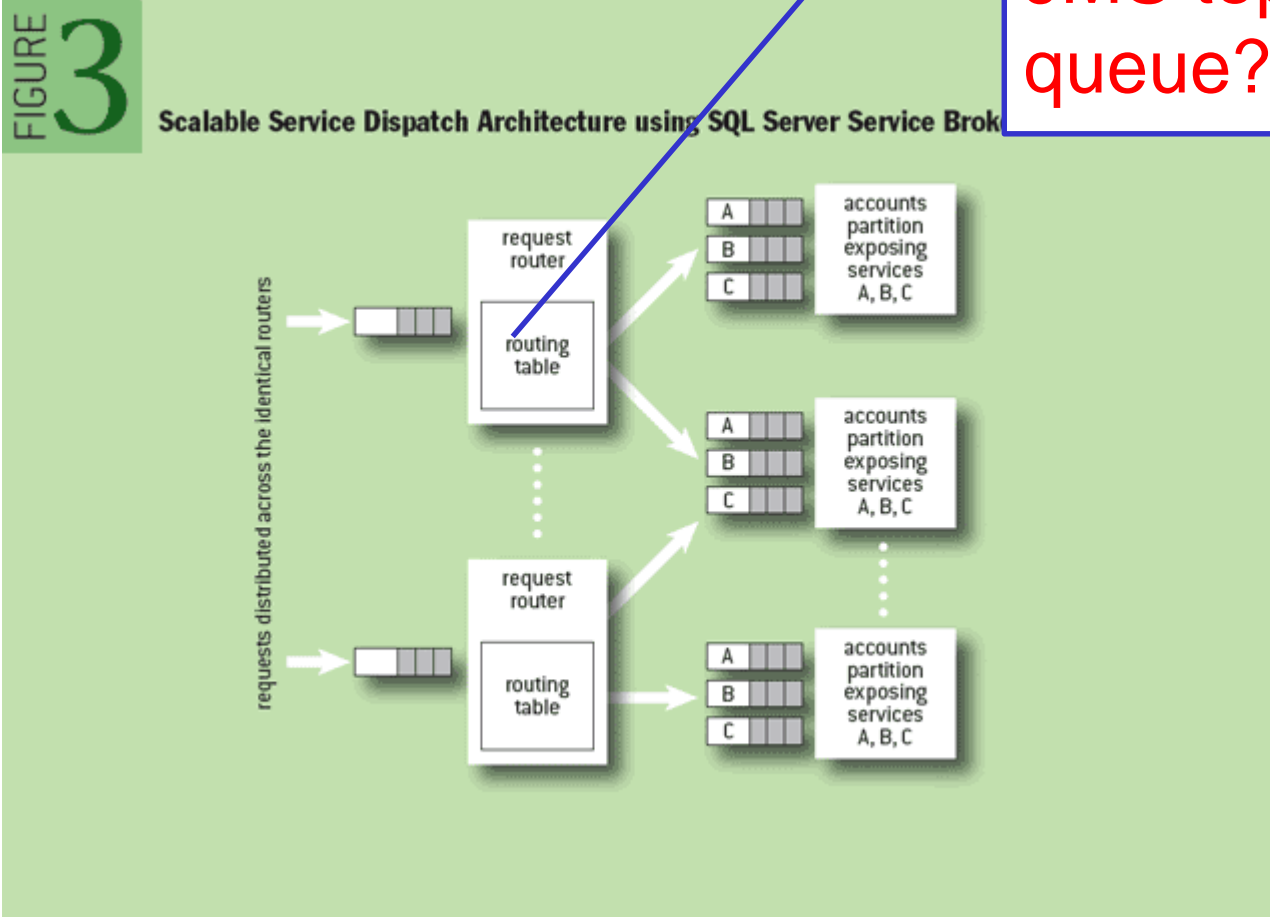 FIGURE
3
queue?
Scalable Service Dispatch Architecture using SQL Server Service
requests distributed across the identical routers
request
router
routing
table
A
B
C
accounts
partition
exposing
services
A, B, C
A
B
C
accounts
partition
exposing
services
A, B, C
request
router
routing
table
A
B
C
accounts
partition
exposing
services
A, B, C